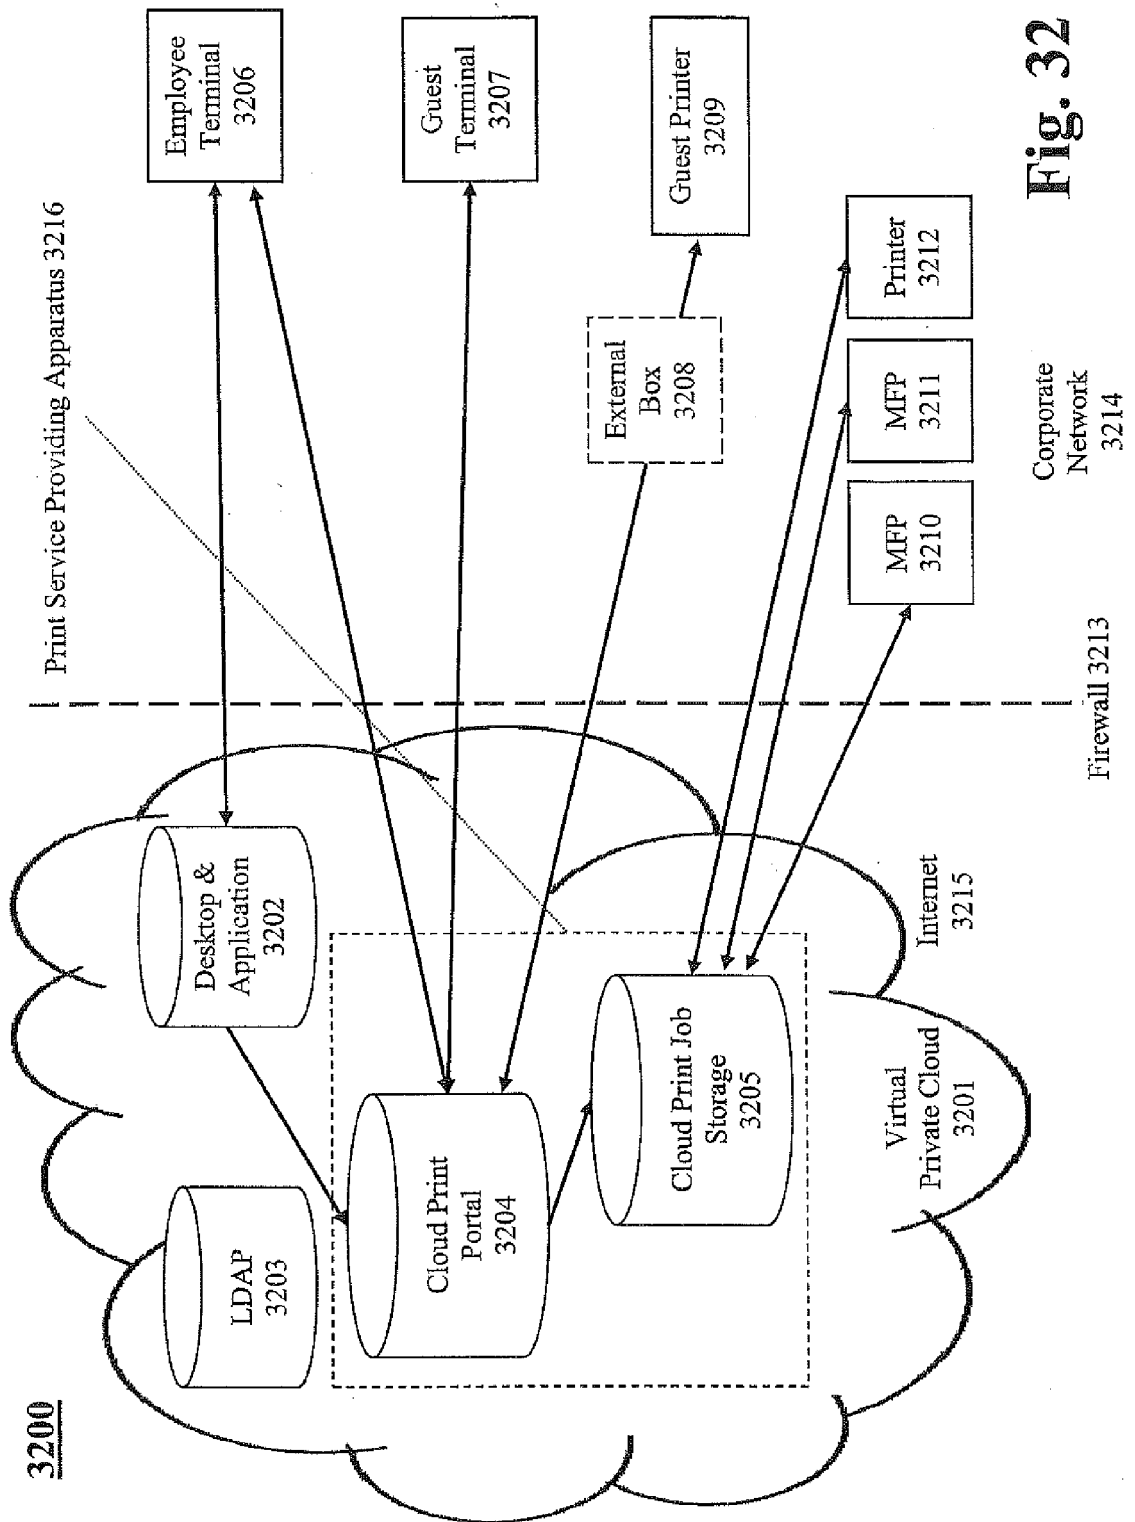 3200
Print Service Providing Apparatus 3216
LDAP
3203
Desktop &
Application
3202
Employee
Terminal
3206
Cloud Print
Portal
3204
Guest
Terminal
3207
Cloud Print Job
Storage
3205
External
Box
3208
Guest Printer
3209
MFP
3210
MFP
3211
Printer
3212
Virtual
Private Cloud
3201
Internet
3215
Firewall 3213
Corporate
Network
3214
Fig. 32